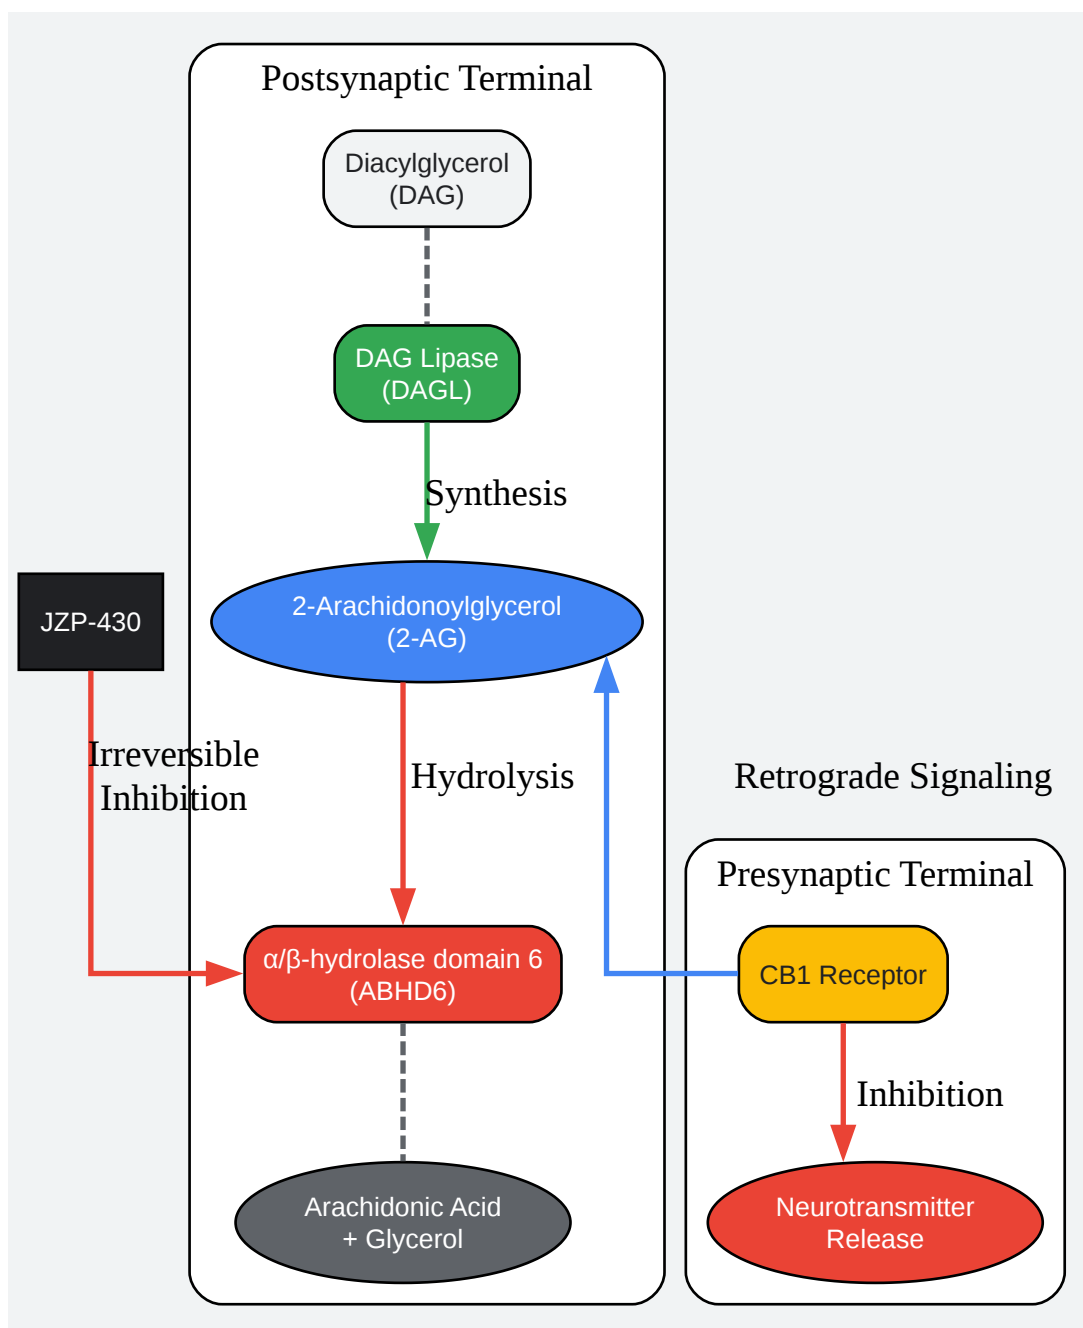 Postsynaptic Terminal
Diacylglycerol
(DAG)
DAG Lipase
(DAGL)
Synthesis
2-Arachidonoylglycerol
(2-AG)
JZP-430
Irreversible
Inhibition
Hydrolysis
Retrograde Signaling
Presynaptic Terminal
α/β-hydrolase domain 6
(ABHD6)
CB1 Receptor
Inhibition
Arachidonic Acid
+ Glycerol
Neurotransmitter
Release